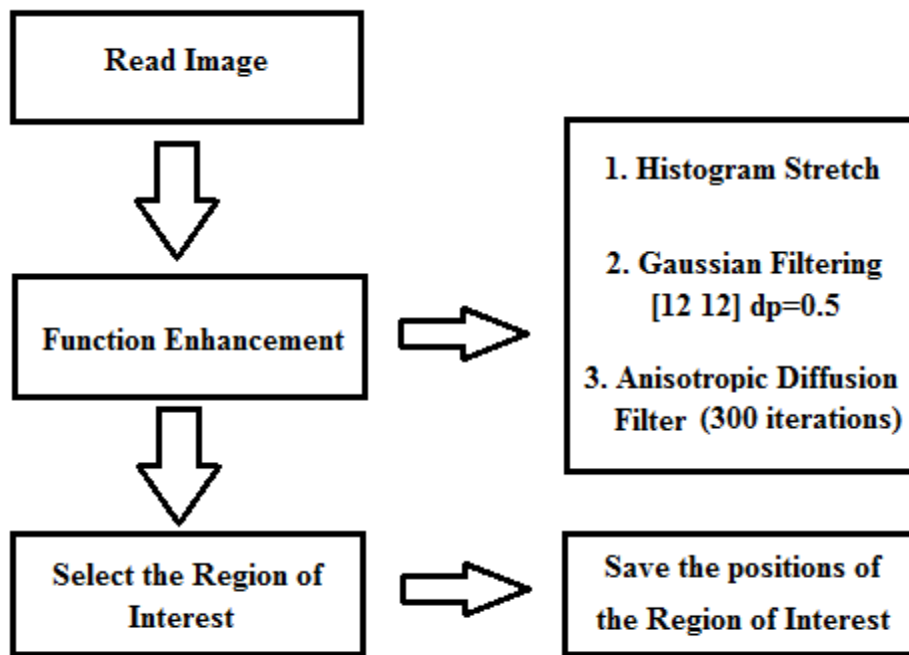 Read Image
Function Enhancement
1. Histogram Stretch
2. Gaussian Filtering
[12 12] dp=0.5
3. Anisotropic Diffusion
Filter (300 iterations)
Select the Region of
Interest
Save the positions of
the Region of Interest